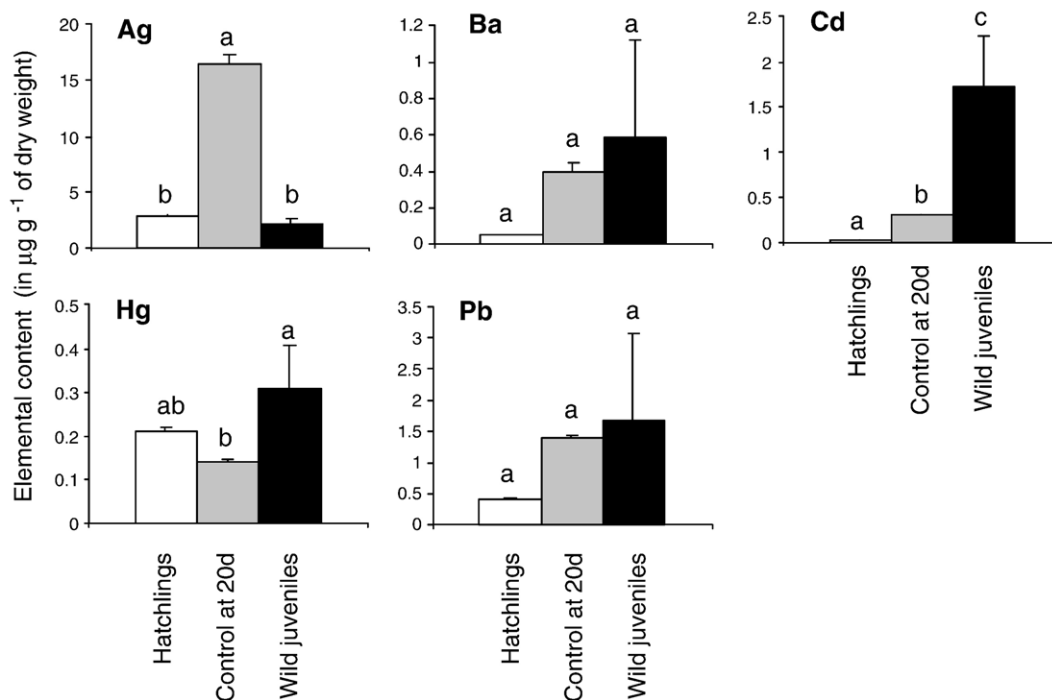 Elemental content (in µg g -1 of dry weight)
Ag
20
15
10
5
0
b
a
b
Ba
1.2
1
0.8
0.6
0.4
0.2
0
a
a
a
Cd
2.5
2
1.5
1
0.5
0
a
b
c
Hatchlings
Control at 20d
Wild juveniles
Hg
0.5
0.4
0.3
0.2
0.1
0
ab
b
a
Hatchlings
Control at 20d
Wild juveniles
Pb
3.5
3
2.5
2
1.5
1
0.5
0
a
a
a
Hatchlings
Control at 20d
Wild juveniles